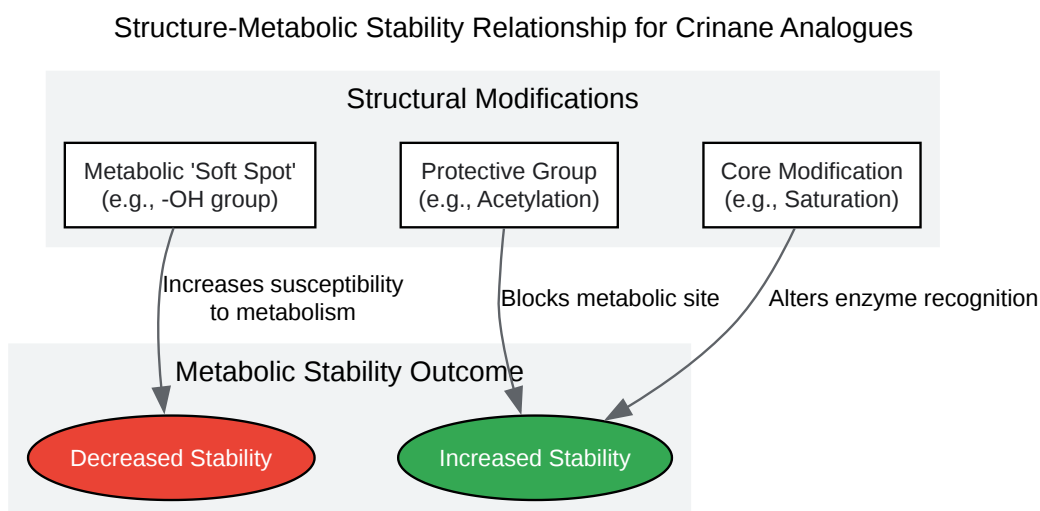 Structure-Metabolic Stability Relationship for Crinane Analogues
Structural Modifications
Metabolic 'Soft Spot'
(e.g., -OH group)
Protective Group
(e.g., Acetylation)
Core Modification
(e.g., Saturation)
Increases susceptibility
to metabolism
Blocks metabolic site
Alters enzyme recognition
Metabolic Stability Outcome
Decreased Stability
Increased Stability